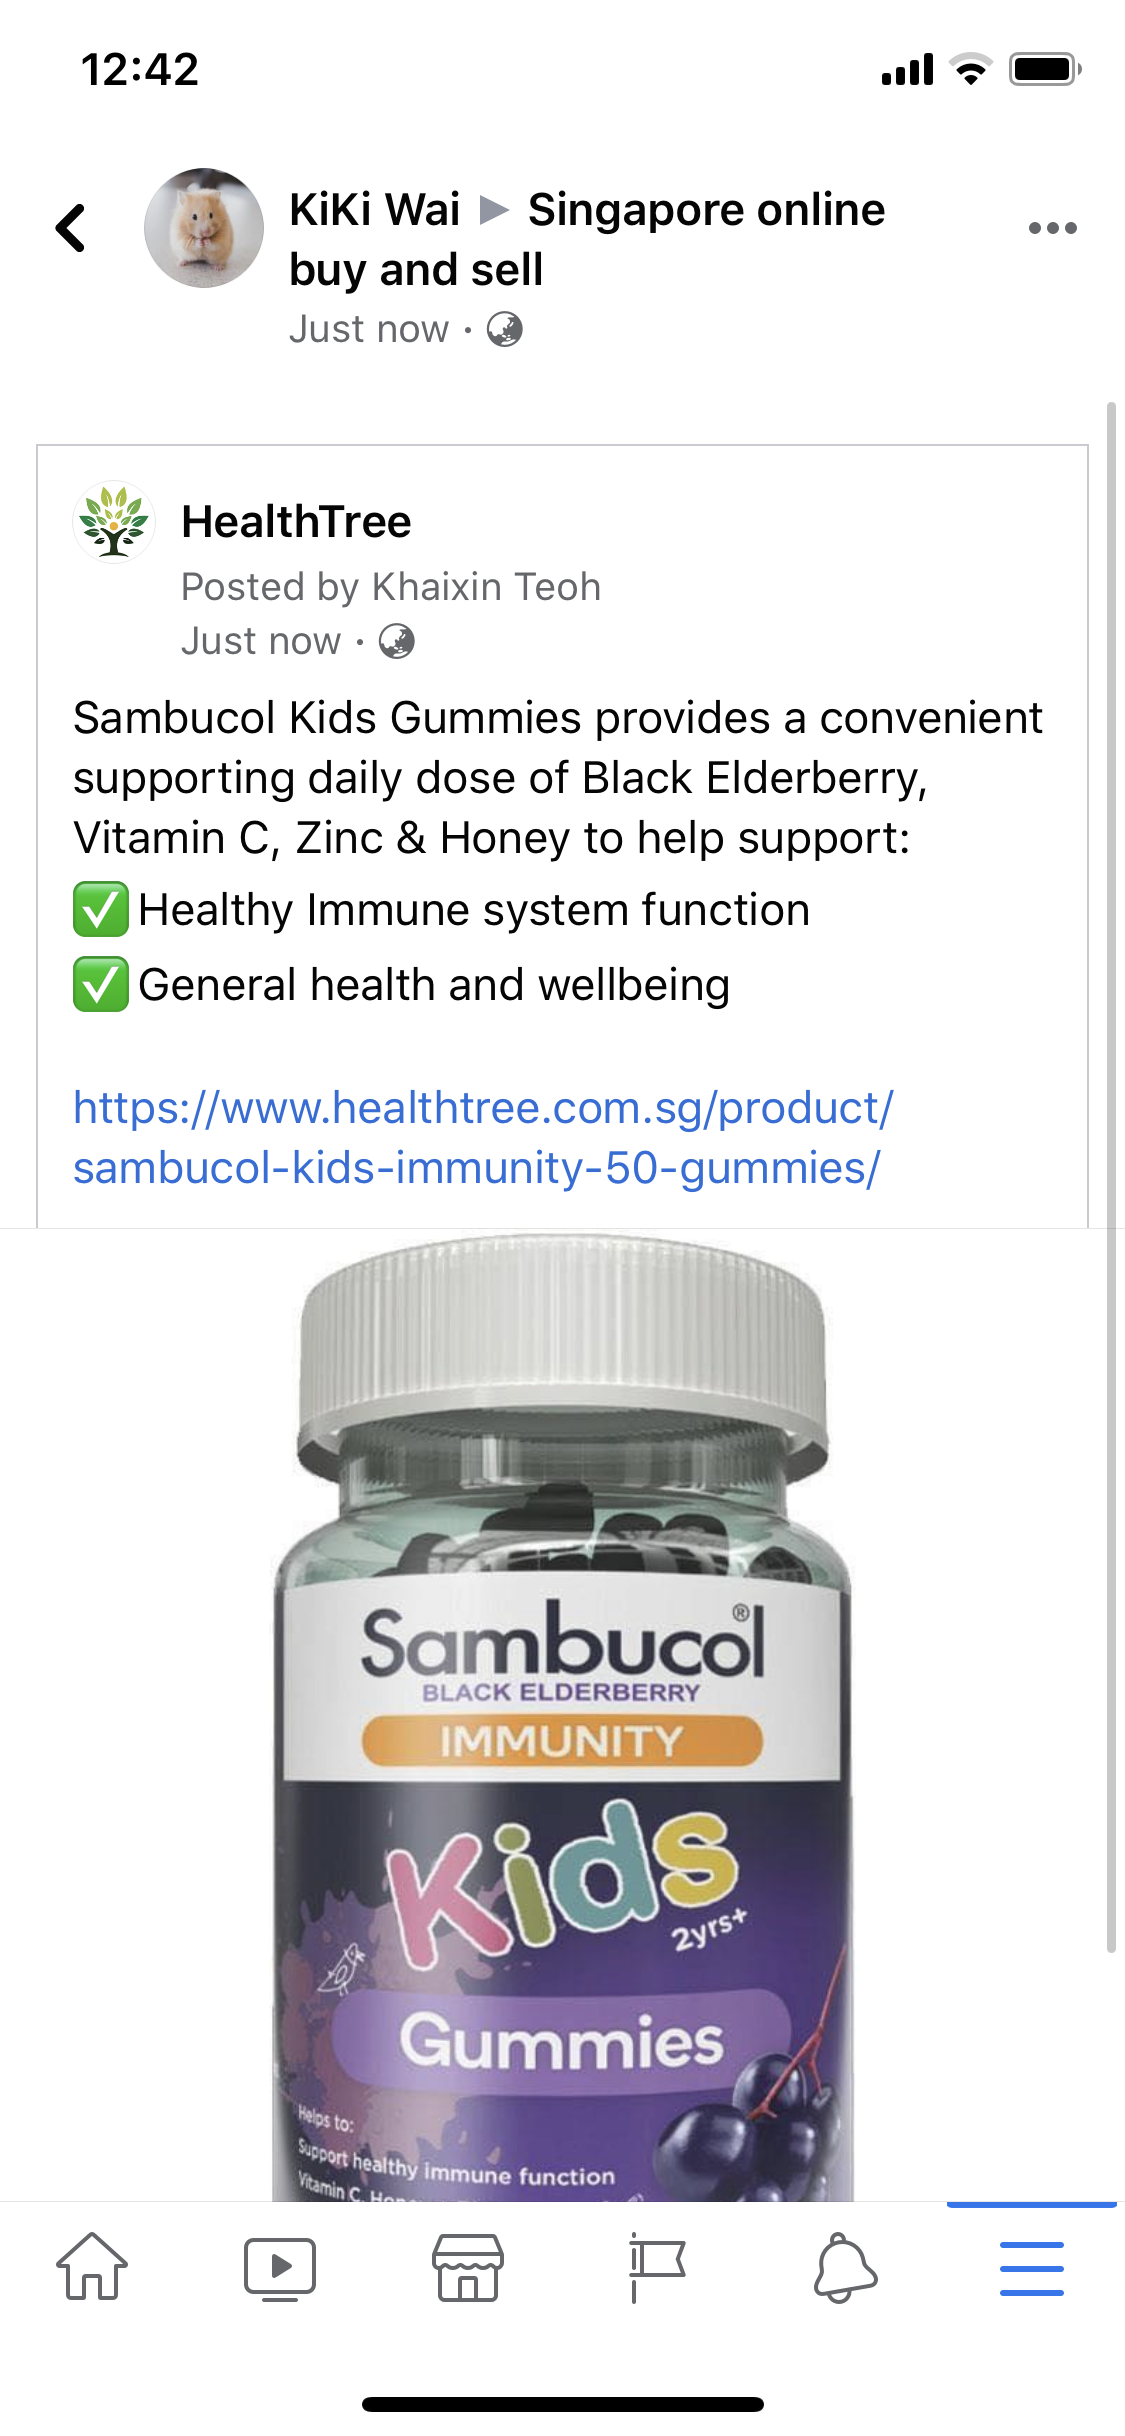 12:42
KiKi Wai ▶ Singapore online
buy and sell
Just now ·
HealthTree
Posted by Khaixin Teoh
Just now ·
Sambucol Kids Gummies provides a convenient
supporting daily dose of Black Elderberry,
Vitamin C, Zinc & Honey to help support:
✅Healthy Immune system function
✅General health and wellbeing
https://www.healthtree.com.sg/product/
sambucol-kids-immunity-50-gummies/
Sambucol®
BLACK ELDERBERRY
IMMUNITY
Kids
2yrs+
Gummies
Helps to:
Support healthy immune function
Vitamin C,